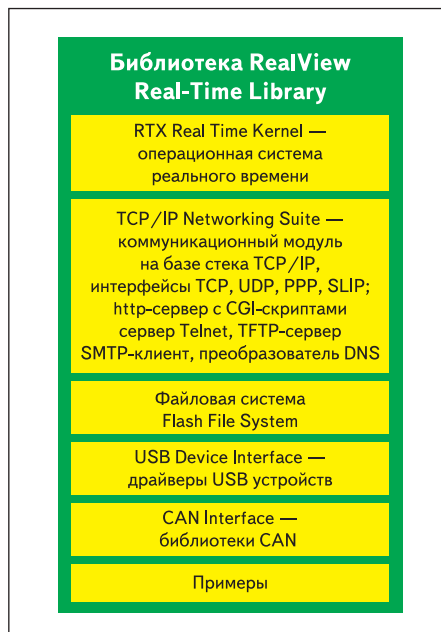 Библиотека RealView
Real-Time Library
RTX Real Time Kernel —
операционная система
реального времени
TCP/IP Networking Suite —
коммуникационный модуль
на базе стека TCP/IP,
интерфейсы TCP, UDP, PPP, SLIP;
http-сервер с CGI-скриптами
сервер Telnet, TFTP-сервер
SMTP-клиент, преобразователь DNS
Файловая система
Flash File System
USB Device Interface —
драйверы USB устройств
CAN Interface —
библиотеки CAN
Примеры